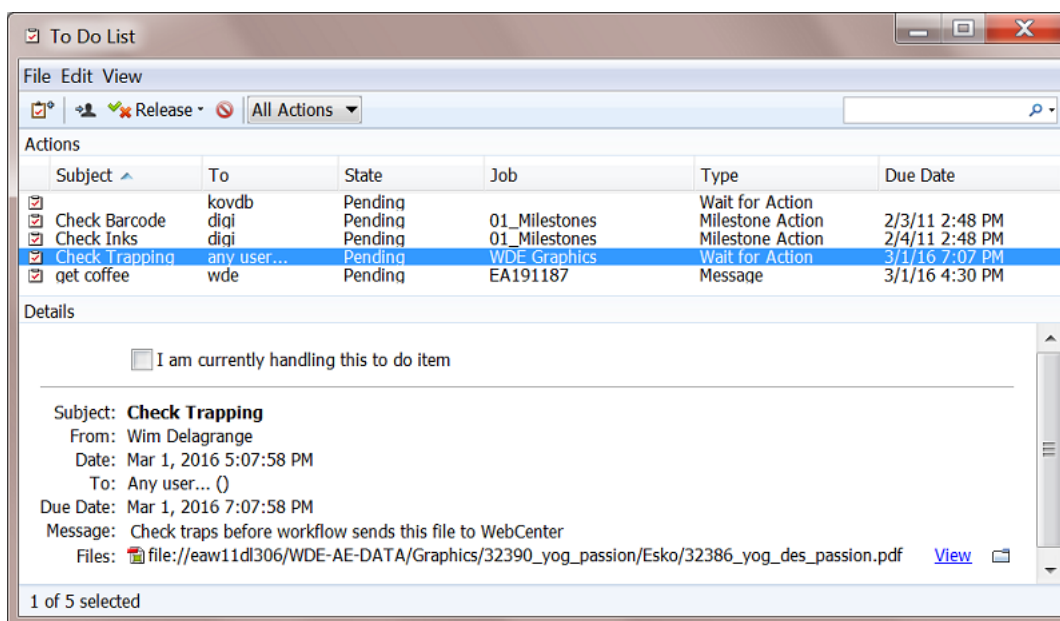 To Do List
File Edit View
Release All Actions
Actions
Subject To State Job Type Due Date
kovdb Pending Wait for Action
Check Barcode digi Pending 01_Milestones Milestone Action 2/3/11 2:48 PM
Check Inks digi Pending 01_Milestones Milestone Action 2/4/11 2:48 PM
Check Trapping any user... Pending WDE Graphics Wait for Action 3/1/16 7:07 PM
get coffee wde Pending EA191187 Message 3/1/16 4:30 PM
Details
I am currently handling this to do item
Subject: Check Trapping
From: Wim Delagrange
Date: Mar 1, 2016 5:07:58 PM
To: Any user... ()
Due Date: Mar 1, 2016 7:07:58 PM
Message: Check traps before workflow sends this file to WebCenter
Files: file://eaw11dl306/WDE-AE-DATA/Graphics/32390_yog_passion/Esko/32386_yog_des_passion.pdf View
1 of 5 selected